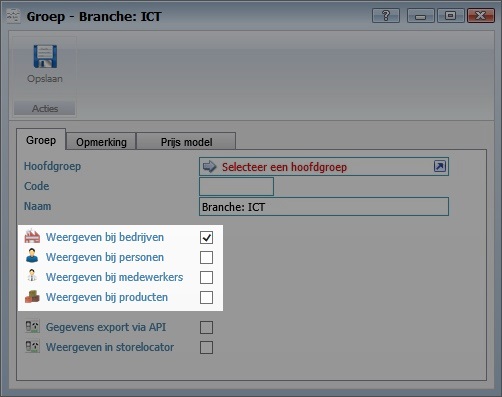 Groep - Branche: ICT
?
Opslaan
Acties
Groep Opmerking Prijs model
Hoofdgroep Selecteer een hoofdgroep
Code
Naam Branche: ICT
Weergeven bij bedrijven
Weergeven bij personen
Weergeven bij medewerkers
Weergeven bij producten
Gegevens export via API
Weergeven in storelocator